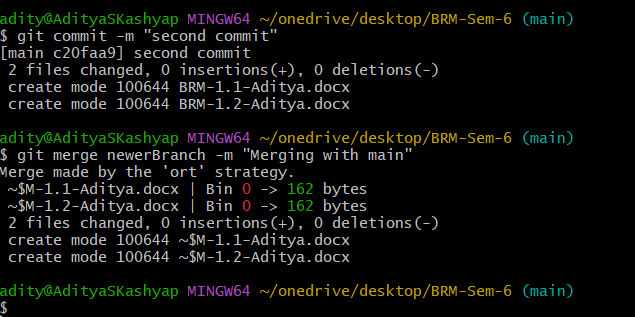 adity@AdityaSKashyap MINGW64 ~/onedrive/desktop/BRM-Sem-6 (main)
$ git commit -m "second commit"
[main c20faa9] second commit
 2 files changed, 0 insertions(+), 0 deletions(-)
 create mode 100644 BRM-1.1-Aditya.docx
 create mode 100644 BRM-1.2-Aditya.docx

adity@AdityaSKashyap MINGW64 ~/onedrive/desktop/BRM-Sem-6 (main)
$ git merge newerBranch -m "Merging with main"
Merge made by the 'ort' strategy.
 ~$M-1.1-Aditya.docx | Bin 0 -> 162 bytes
 ~$M-1.2-Aditya.docx | Bin 0 -> 162 bytes
 2 files changed, 0 insertions(+), 0 deletions(-)
 create mode 100644 ~$M-1.1-Aditya.docx
 create mode 100644 ~$M-1.2-Aditya.docx

adity@AdityaSKashyap MINGW64 ~/onedrive/desktop/BRM-Sem-6 (main)
$